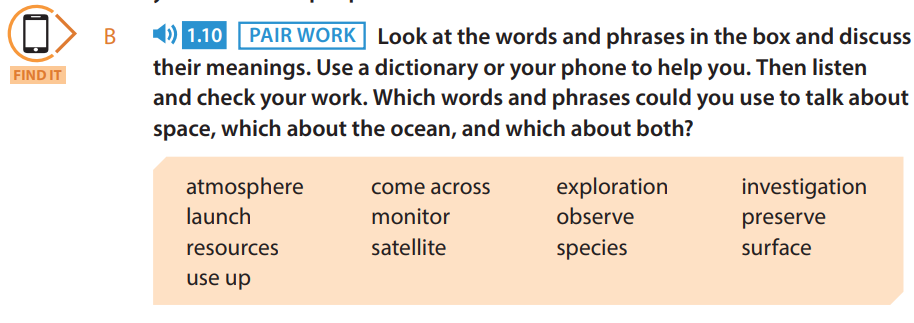 B 1.10 PAIR WORK Look at the words and phrases in the box and discuss
FIND IT their meanings. Use a dictionary or your phone to help you. Then listen
and check your work. Which words and phrases could you use to talk about
space, which about the ocean, and which about both?
atmosphere come across exploration investigation
launch monitor observe preserve
resources satellite species surface
use up